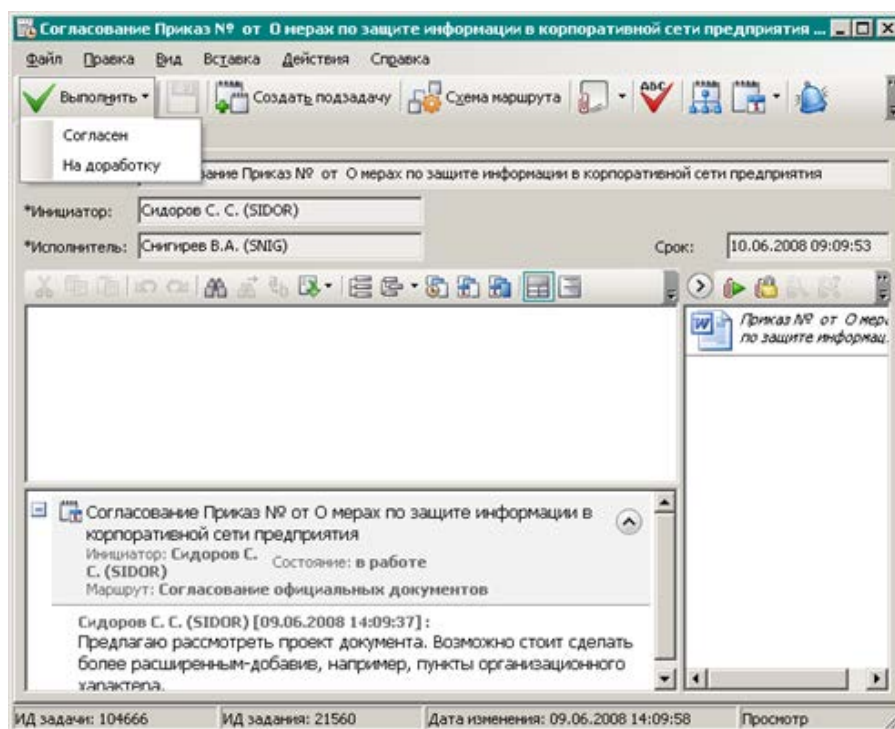 Согласование Приказ № от О мерах по защите информации в корпоративной сети предприятия ...
Файл Правка Вид Вставка Действия Справка
Выполнить Создать подзадачу Схема маршрута ABC
Согласен
На доработку
Приказ № от О мерах по защите информации в корпоративной сети предприятия
*Инициатор: Сидоров С. С. (SIDOR)
*Исполнитель: Снигирев В.А. (SNIG) Срок: 10.06.2008 09:09:53
Приказ № от О мера
по защите информац.
Согласование Приказ № от О мерах по защите информации в
корпоративной сети предприятия
Инициатор: Сидоров С.
С. (SIDOR)
Состояние: в работе
Маршрут: Согласование официальных документов
Сидоров С. С. (SIDOR) [09.06.2008 14:09:37]:
Предлагаю рассмотреть проект документа. Возможно стоит сделать
более расширенным-добавив, например, пункты организационного
характера.
ИД задачи: 104666 ИД задания: 21560 Дата изменения: 09.06.2008 14:09:58 Просмотр